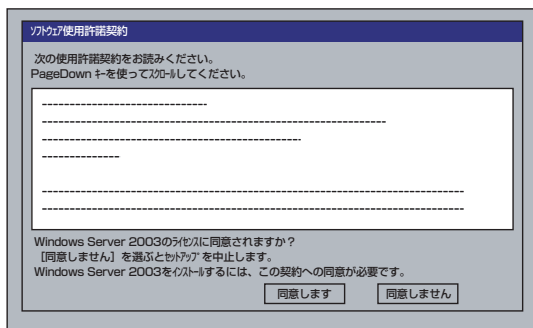 ｿﾌﾄｳｪｱ使用許諾契約
次の使用許諾契約をお読みください。
PageDown ｷｰを使ってｽｸﾛｰﾙしてください。
Windows Server 2003のﾗｲｾﾝｽに同意されますか？
［同意しません］を選ぶとｾｯﾄｱｯﾌﾟを中止します。
Windows Server 2003をｲﾝｽﾄｰﾙするには、この契約への同意が必要です。
同意します 同意しません